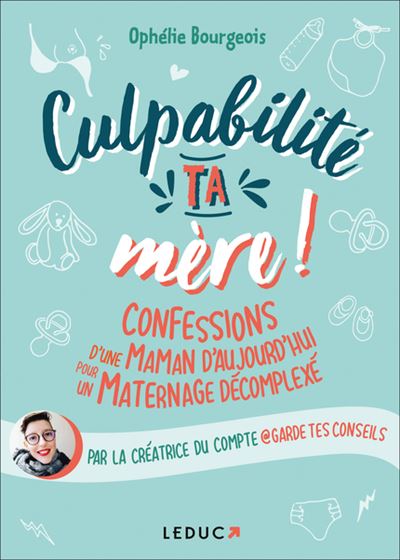 Ophélie Bourgeois
Culpabilité
TA
mère !
CONFESSIONS
D'UNE MAMAN D'AUJOURD'HUI
POUR
UN MATERNAGE DÉCOMPLEXÉ
PAR LA CRÉATRICE DU COMPTE @GARDE TES CONSEILS
LEDUC